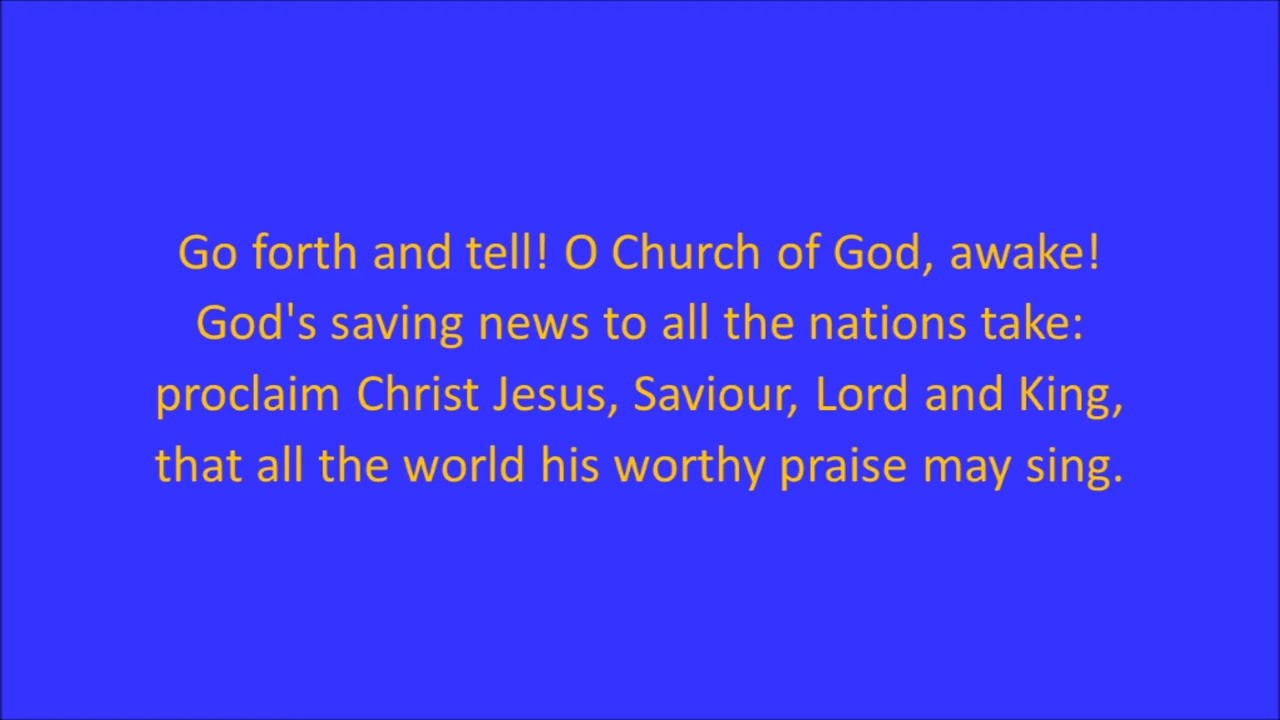 Go forth and tell! O Church of God, awake!
God's saving news to all the nations take:
proclaim Christ Jesus, Saviour, Lord and King,
that all the world his worthy praise may sing.